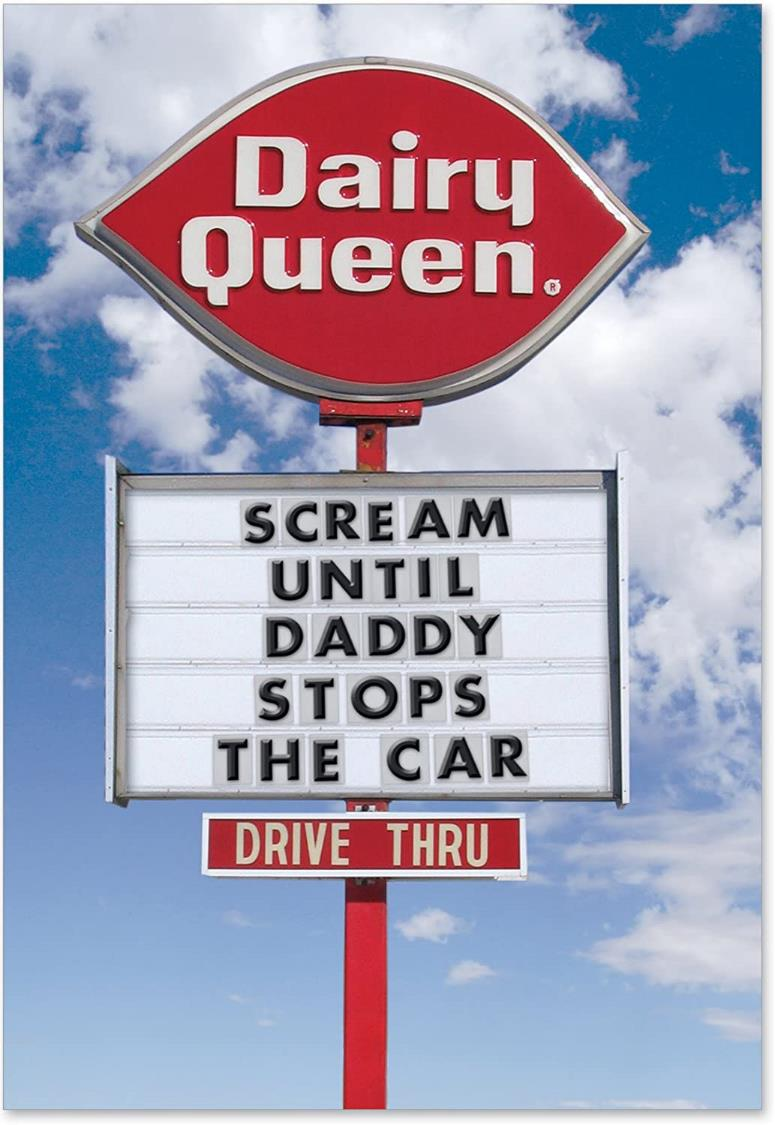 Dairy
Queen®
SCREAM
UNTIL
DADDY
STOPS
THE CAR
DRIVE THRU